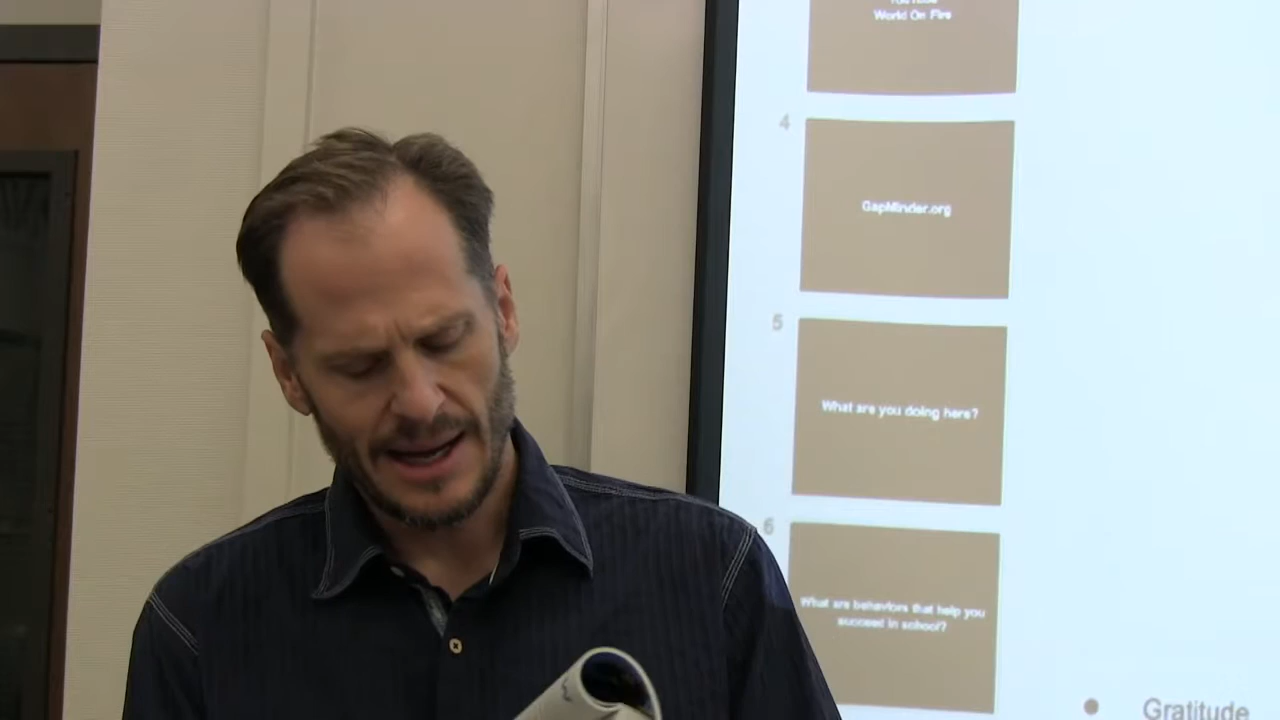 YouTube
World On Fire
4
GapMinder.org
5
What are you doing here?
6
What are behaviors that help you
succeed in school?
Gratitude